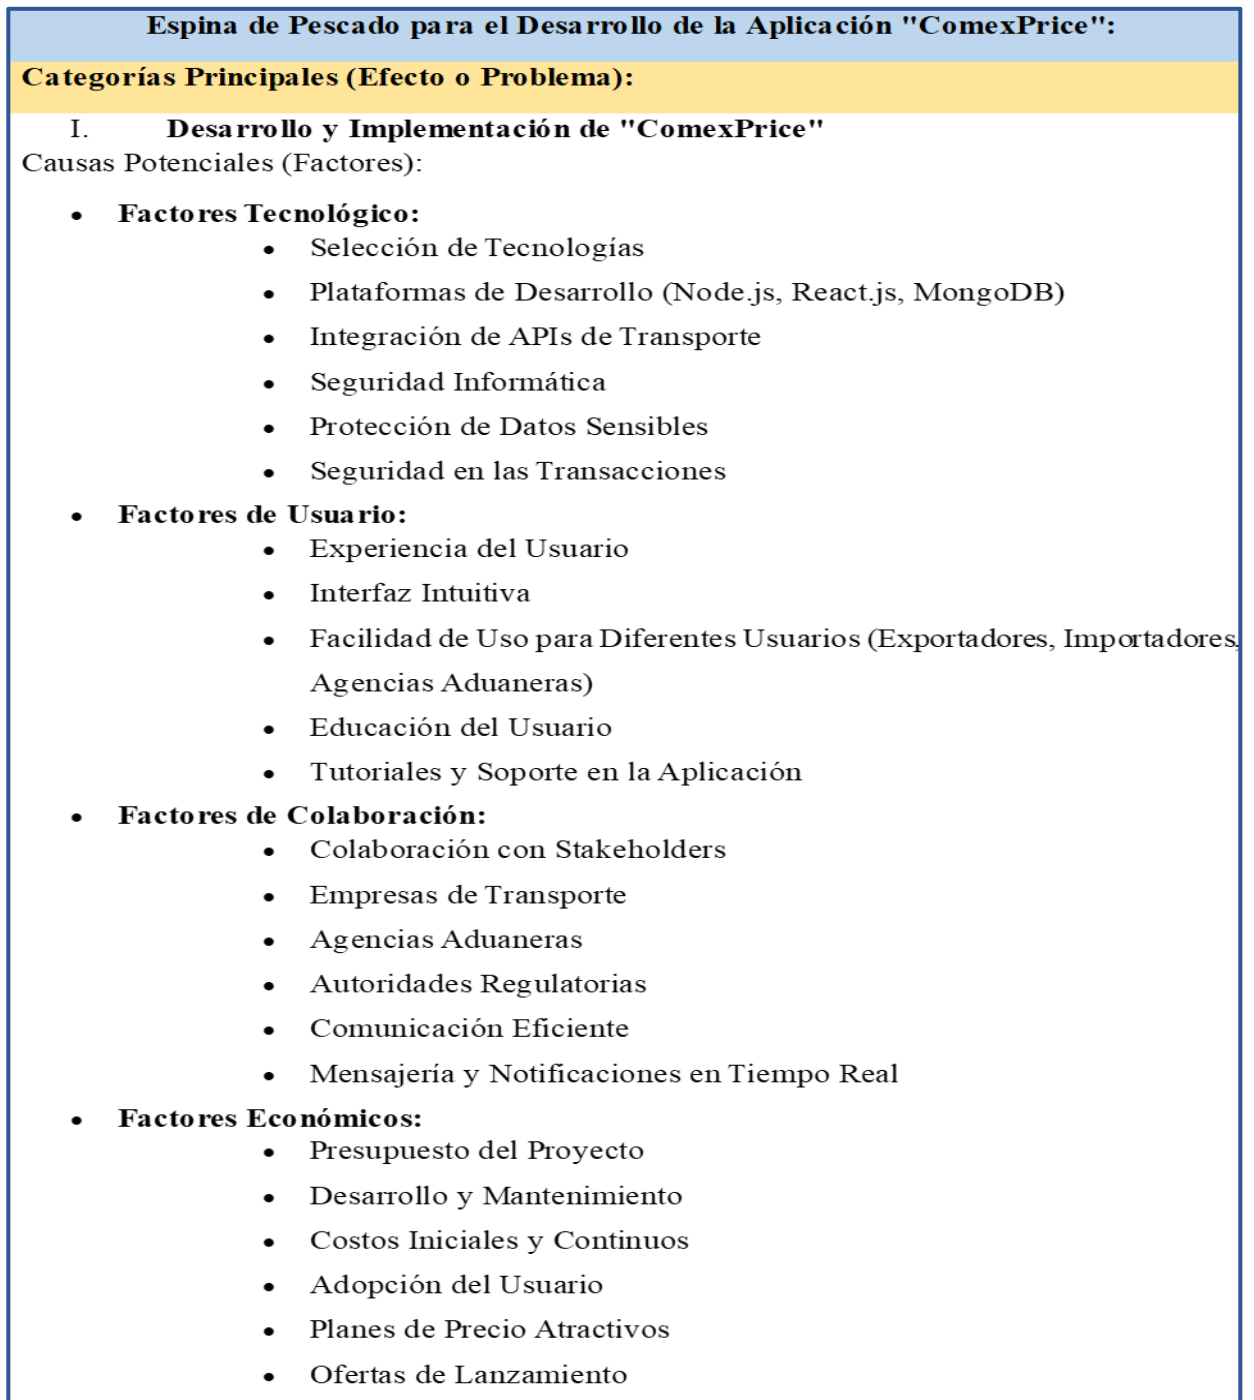 Espina de Pescado para el Desarrollo de la Aplicación "ComexPrice":
Categorías Principales (Efecto o Problema):
I. Desarrollo y Implementación de "ComexPrice"
Causas Potenciales (Factores):
• Factores Tecnológico:
• Selección de Tecnologías
• Plataformas de Desarrollo (Node.js, React.js, MongoDB)
• Integración de APIs de Transporte
• Seguridad Informática
• Protección de Datos Sensibles
• Seguridad en las Transacciones
• Factores de Usuario:
• Experiencia del Usuario
• Interfaz Intuitiva
• Facilidad de Uso para Diferentes Usuarios (Exportadores, Importadores,
Agencias Aduaneras)
• Educación del Usuario
• Tutoriales y Soporte en la Aplicación
• Factores de Colaboración:
• Colaboración con Stakeholders
• Empresas de Transporte
• Agencias Aduaneras
• Autoridades Regulatorias
• Comunicación Eficiente
• Mensajería y Notificaciones en Tiempo Real
• Factores Económicos:
• Presupuesto del Proyecto
• Desarrollo y Mantenimiento
• Costos Iniciales y Continuos
• Adopción del Usuario
• Planes de Precio Atractivos
• Ofertas de Lanzamiento